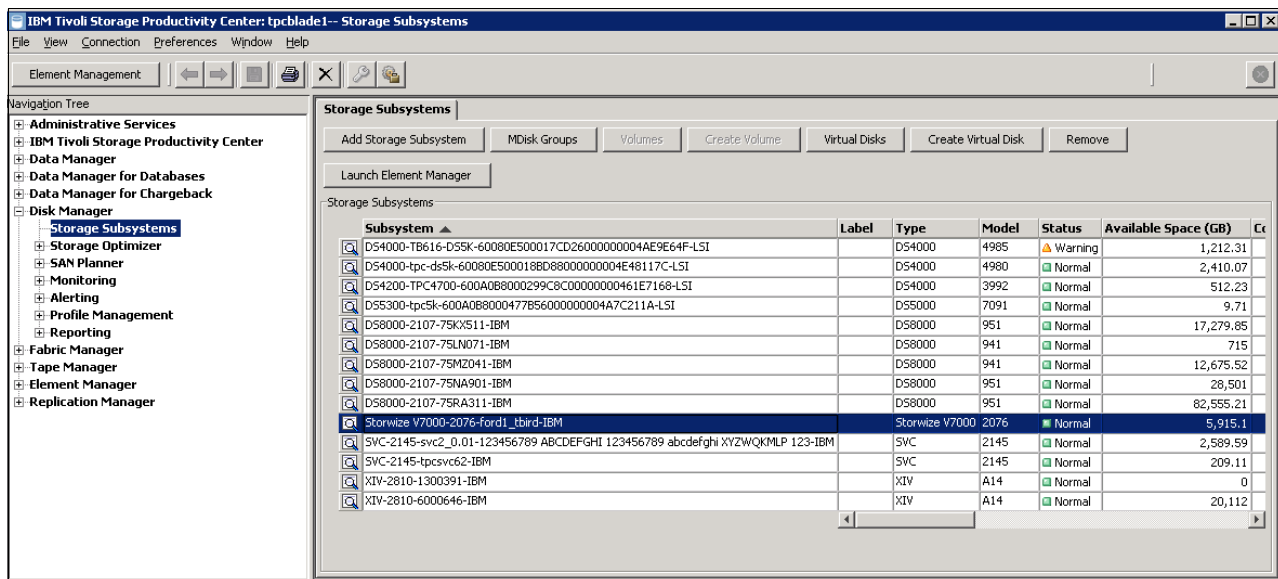 IBM Tivoli Storage Productivity Center: tpcblade1-- Storage Subsystems
File View Connection Preferences Window Help
Element Management
Navigation Tree
Administrative Services
IBM Tivoli Storage Productivity Center
Data Manager
Data Manager for Databases
Data Manager for Chargeback
Disk Manager
Storage Subsystems
Storage Optimizer
SAN Planner
Monitoring
Alerting
Profile Management
Reporting
Fabric Manager
Tape Manager
Element Manager
Replication Manager
Storage Subsystems
Add Storage Subsystem MDisk Groups Volumes Create Volume Virtual Disks Create Virtual Disk Remove
Launch Element Manager
Storage Subsystems
Subsystem Label Type Model Status Available Space (GB) Co
DS4000-TB616-DS5K-60080E500017CD26000000004AE9E64F-LSI DS4000 4985 Warning 1,212.31
DS4000-tpc-ds5k-60080E500018BD88000000004E48117C-LSI DS4000 4980 Normal 2,410.07
DS4200-TPC4700-600A0B8000299C8C00000000461E7168-LSI DS4000 3992 Normal 512.23
DS5300-tpc5k-600A0B8000477B56000000004A7C211A-LSI DS5000 7091 Normal 9.71
DS8000-2107-75KX511-IBM DS8000 951 Normal 17,279.85
DS8000-2107-75LN071-IBM DS8000 941 Normal 715
DS8000-2107-75MZ041-IBM DS8000 941 Normal 12,675.52
DS8000-2107-75NA901-IBM DS8000 951 Normal 28,501
DS8000-2107-75RA311-IBM DS8000 951 Normal 82,555.21
Storwize V7000-2076-ford1_tbird-IBM Storwize V7000 2076 Normal 5,915.1
SVC-2145-svc2_0.01-123456789 ABCDEFGHI 123456789 abcdefghi XYZWQKMLP 123-IBM SVC 2145 Normal 2,589.59
SVC-2145-tpcsvc62-IBM SVC 2145 Normal 209.11
XIV-2810-1300391-IBM XIV A14 Normal 0
XIV-2810-6000646-IBM XIV A14 Normal 20,112